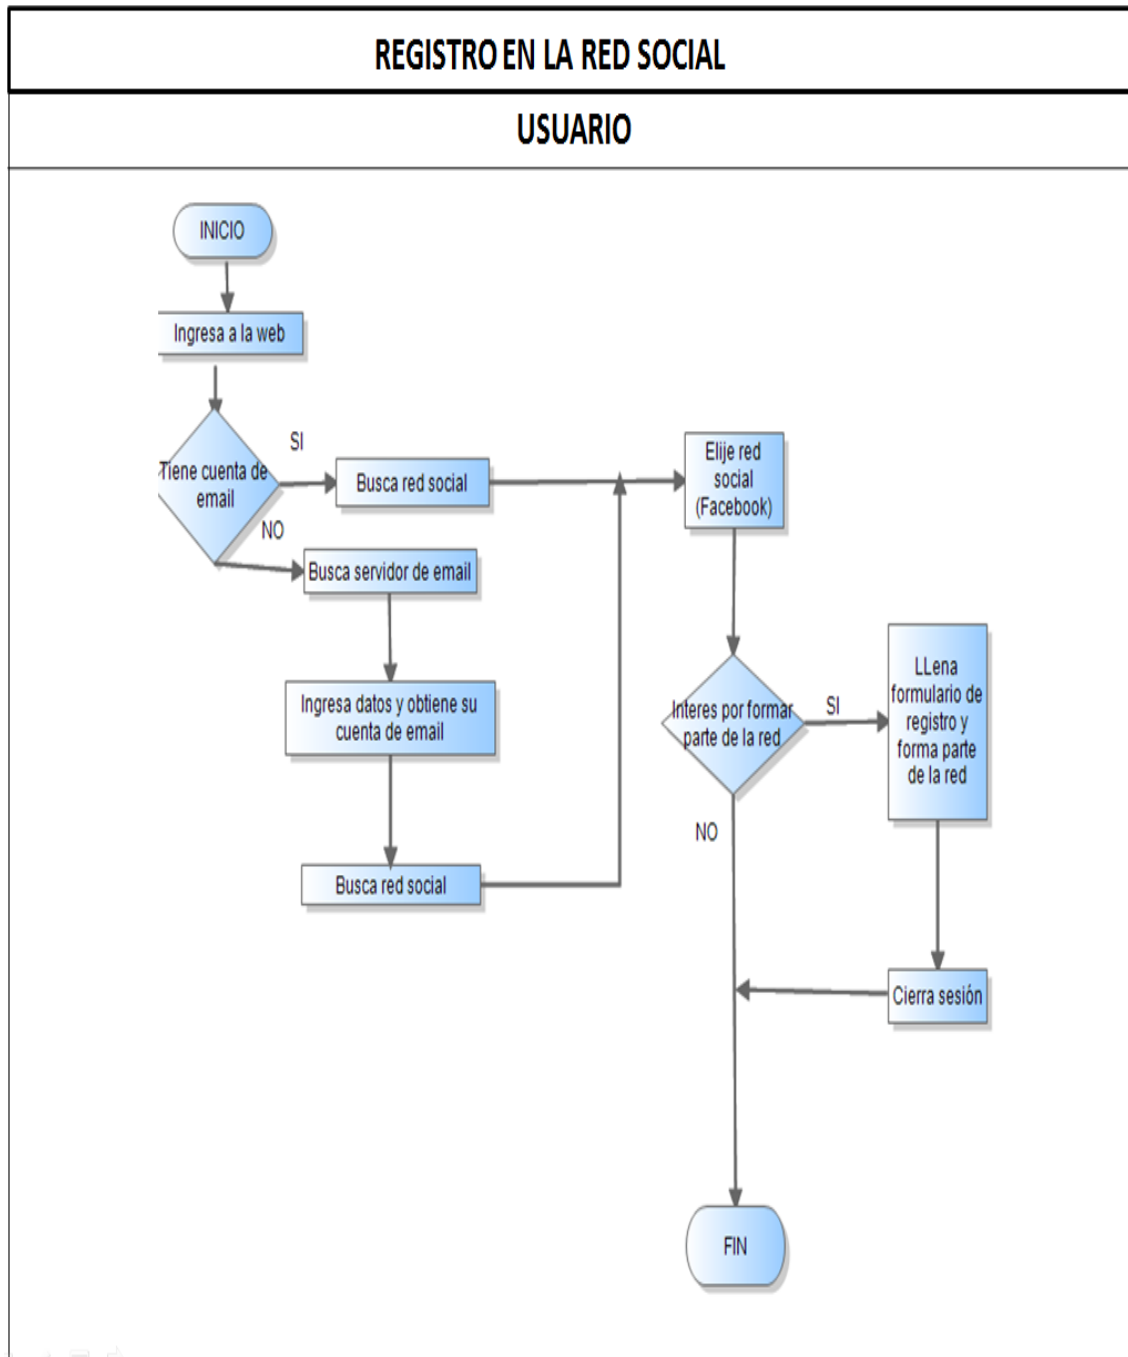 REGISTRO EN LA RED SOCIAL
USUARIO
INICIO
Ingresa a la web
Tiene cuenta de
email
SI
NO
Busca red social
Busca servidor de email
Ingresa datos y obtiene su
cuenta de email
Busca red social
Elije red
social
(Facebook)
Interes por formar
parte de la red
SI
NO
LLena
formulario de
registro y
forma parte
de la red
Cierra sesión
FIN